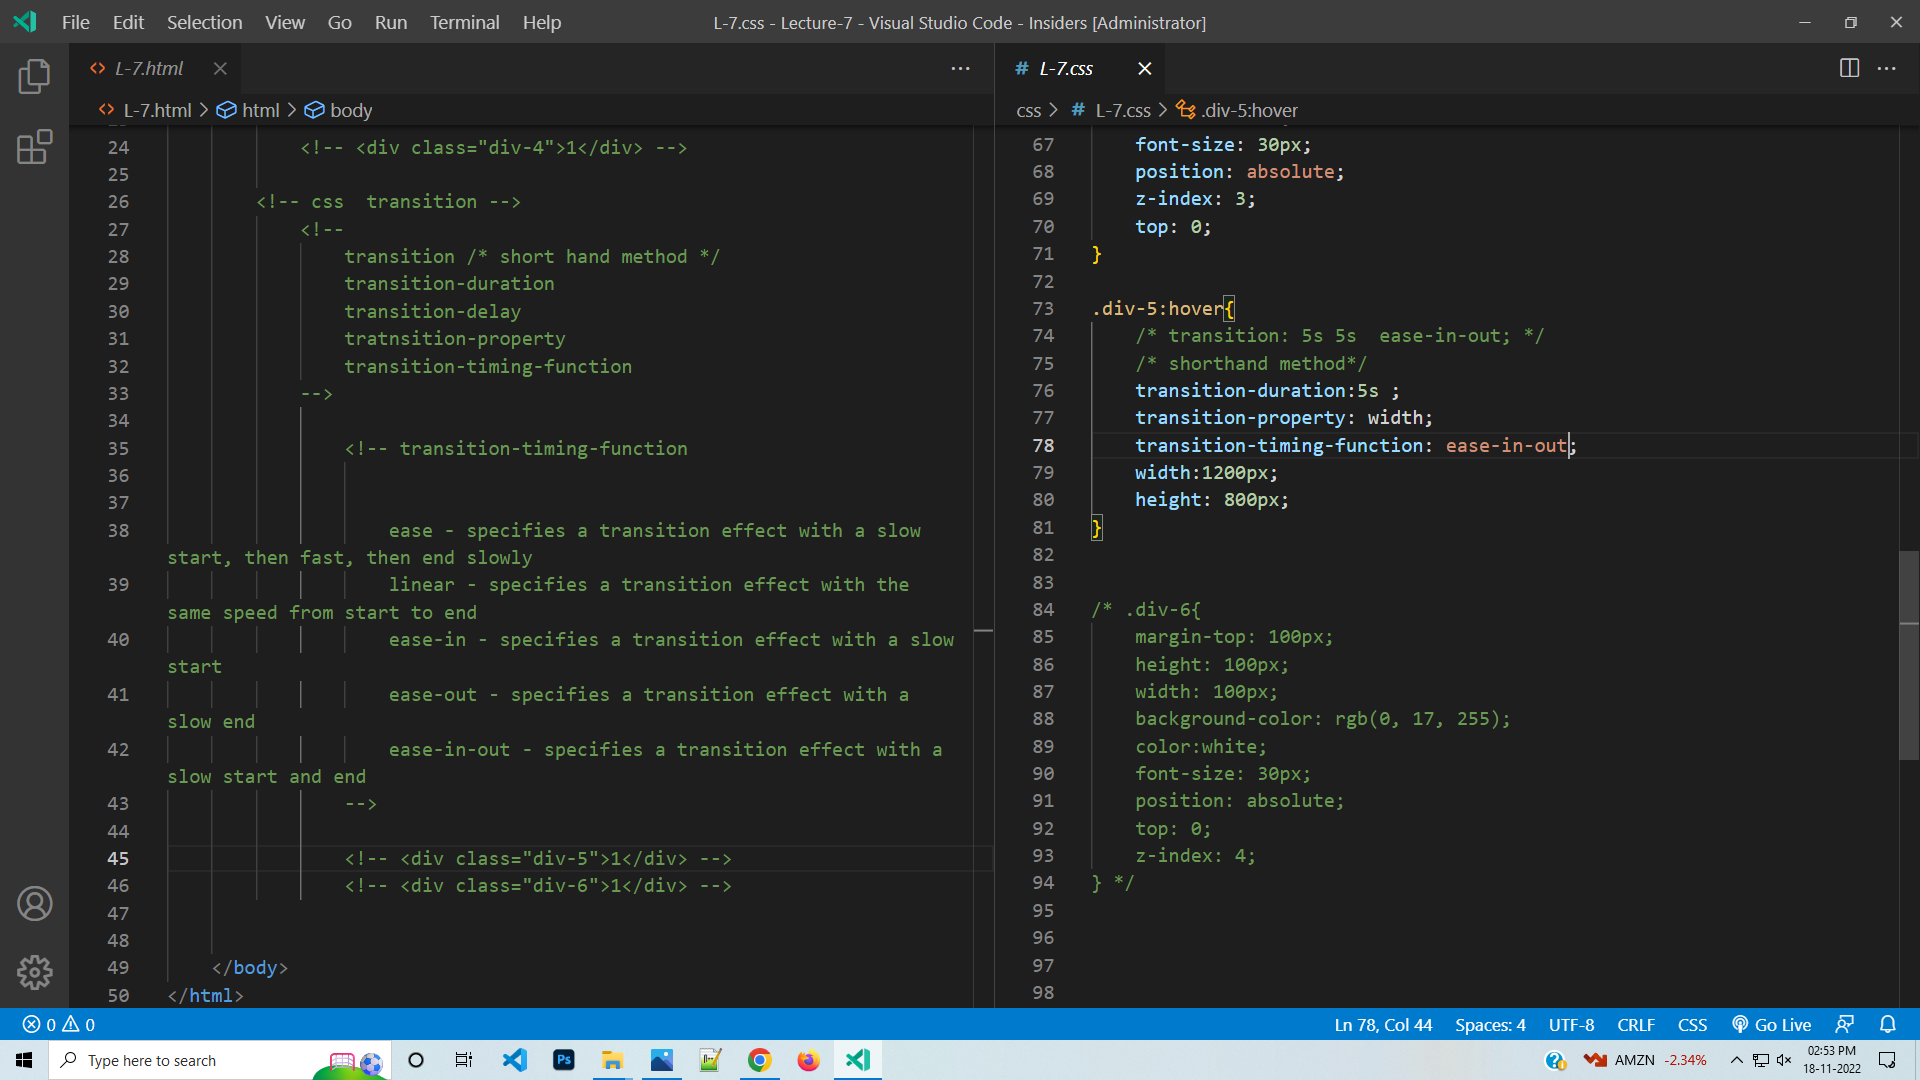 File Edit Selection View Go Run Terminal Help
L-7.css - Lecture-7 - Visual Studio Code - Insiders [Administrator]
L-7.html
L-7.html > html > body
24 <!-- <div class="div-4">1</div> -->
25
26 <!-- css  transition -->
27 <!--
28 transition /* short hand method */
29 transition-duration
30 transition-delay
31 tratnsition-property
32 transition-timing-function
33 -->
34
35 <!-- transition-timing-function
36
37
38 ease - specifies a transition effect with a slow
start, then fast, then end slowly
39 linear - specifies a transition effect with the
same speed from start to end
40 ease-in - specifies a transition effect with a slow
start
41 ease-out - specifies a transition effect with a
slow end
42 ease-in-out - specifies a transition effect with a
slow start and end
43 -->
44
45 <!-- <div class="div-5">1</div> -->
46 <!-- <div class="div-6">1</div> -->
47
48
49 </body>
50 </html>
# L-7.css
css > # L-7.css > .div-5:hover
67 font-size: 30px;
68 position: absolute;
69 z-index: 3;
70 top: 0;
71 }
72
73 .div-5:hover{
74 /* transition: 5s 5s  ease-in-out; */
75 /* shorthand method*/
76 transition-duration:5s ;
77 transition-property: width;
78 transition-timing-function: ease-in-out;
79 width:1200px;
80 height: 800px;
81 }
82
83
84 /* .div-6{
85 margin-top: 100px;
86 height: 100px;
87 width: 100px;
88 background-color: rgb(0, 17, 255);
89 color:white;
90 font-size: 30px;
91 position: absolute;
92 top: 0;
93 z-index: 4;
94 } */
95
96
97
98
0 0
Ln 78, Col 44 Spaces: 4 UTF-8 CRLF CSS Go Live
Type here to search
Ps
AMZN -2.34%
02:53 PM
18-11-2022